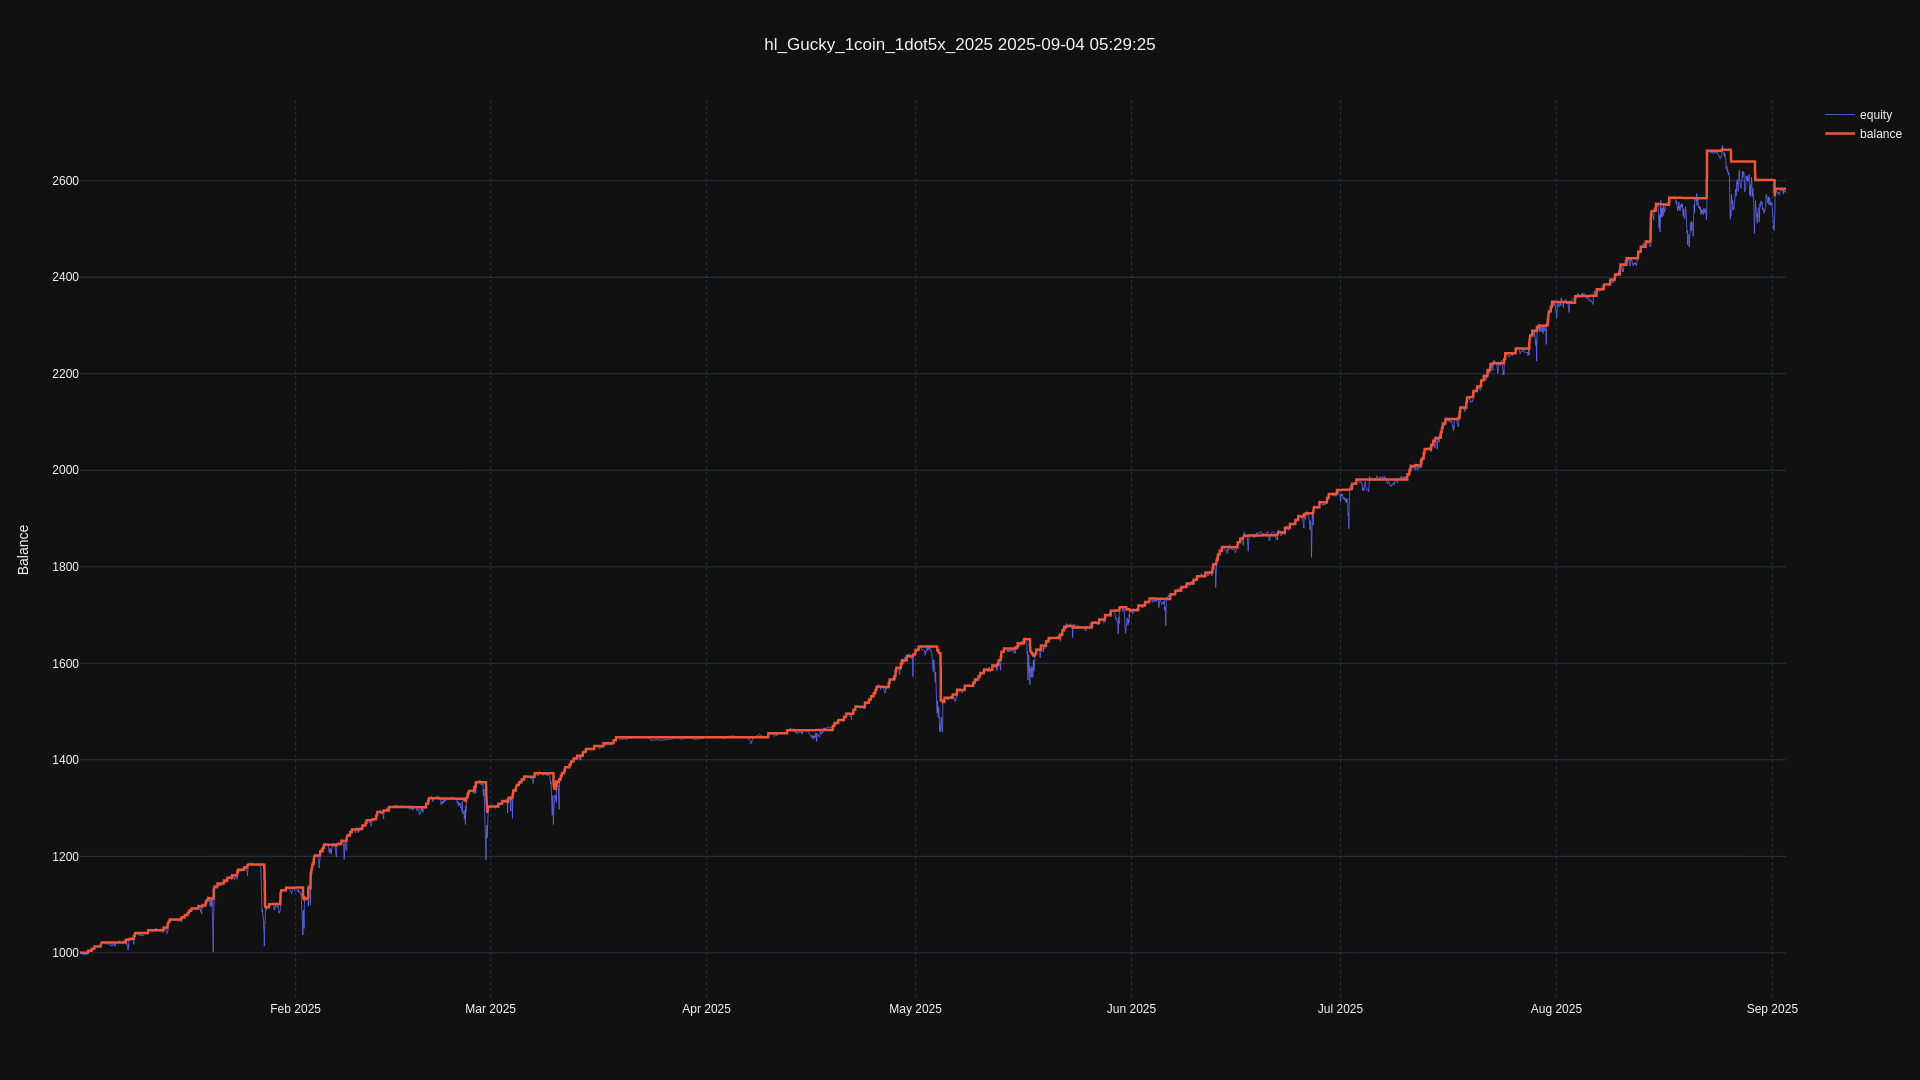 hl_Gucky_1coin_1dot5x_2025 2025-09-04 05:29:25
equity
balance
Balance
2600
2400
2200
2000
1800
1600
1400
1200
1000
Feb 2025
Mar 2025
Apr 2025
May 2025
Jun 2025
Jul 2025
Aug 2025
Sep 2025